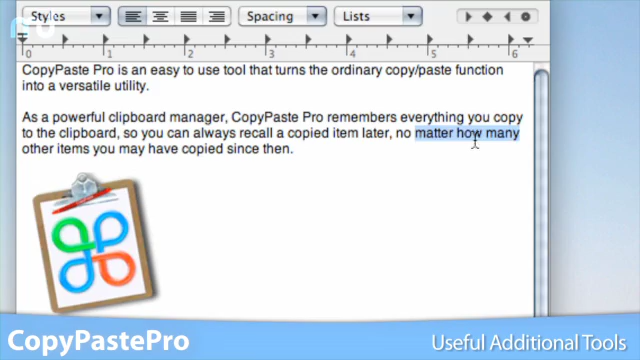 Styles
Spacing
Lists
0 1 2 3 4 5 6
CopyPaste Pro is an easy to use tool that turns the ordinary copy/paste function
into a versatile utility.
As a powerful clipboard manager, CopyPaste Pro remembers everything you copy
to the clipboard, so you can always recall a copied item later, no matter how many
other items you may have copied since then.
CopyPastePro
Useful Additional Tools